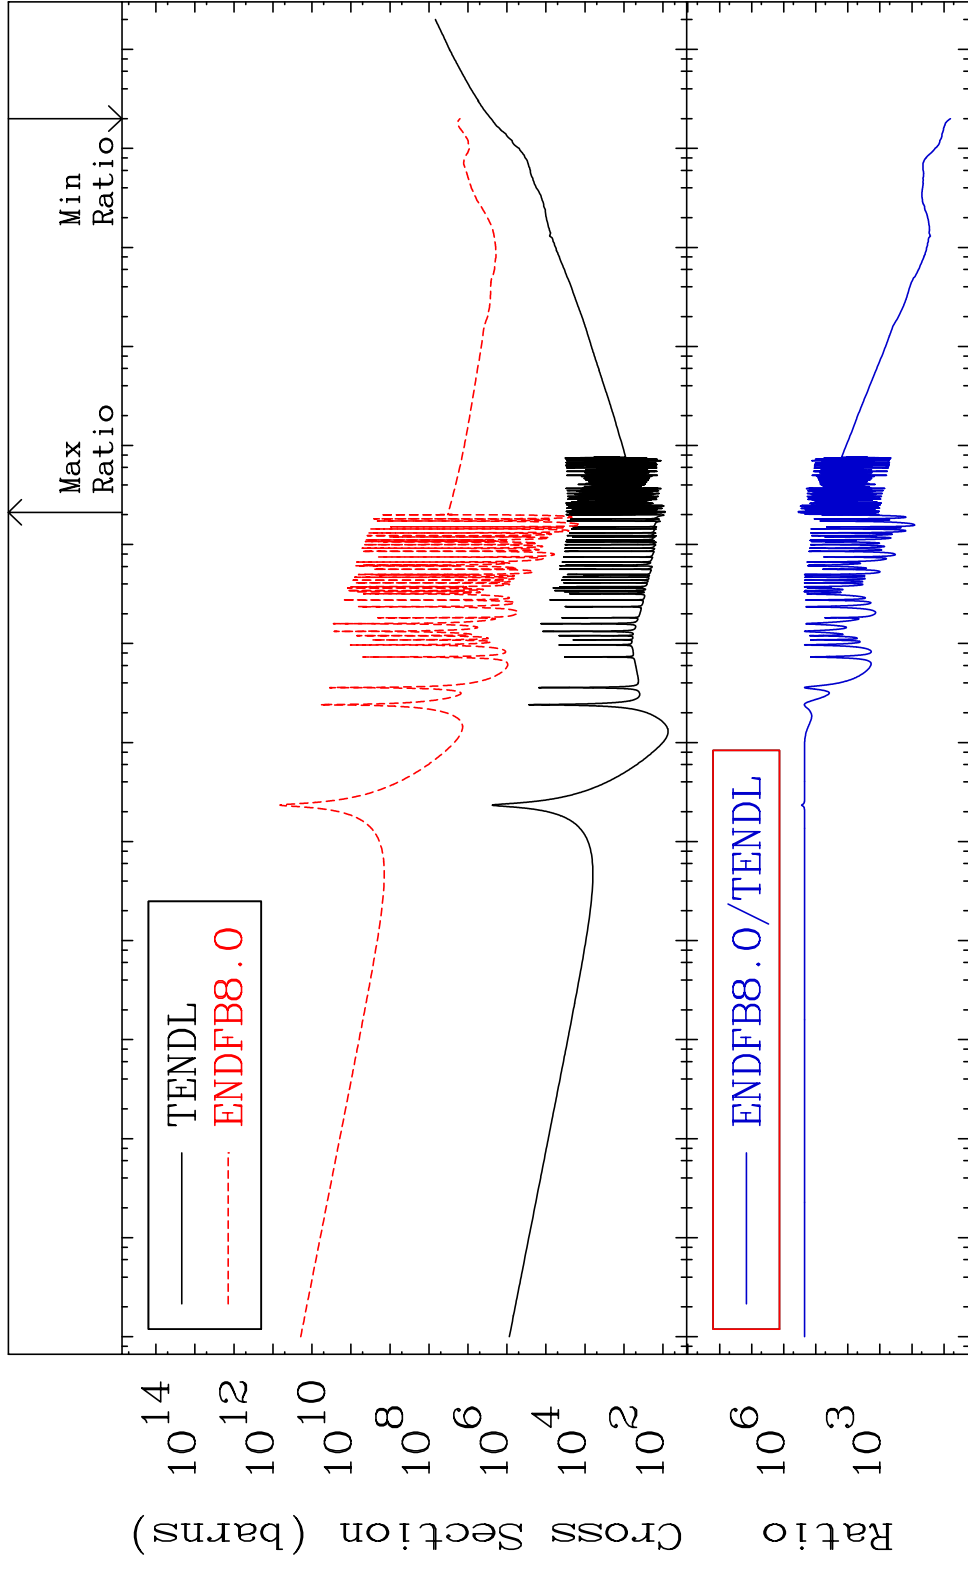 Max
Ratio
Min
Ratio
TENDL
ENDFB8.0
10 14
10 12
10 10
10 8
10 6
10 4
10 2
Cross Section (barns)
ENDFB8.0/TENDL
10 6
10 3
Ratio